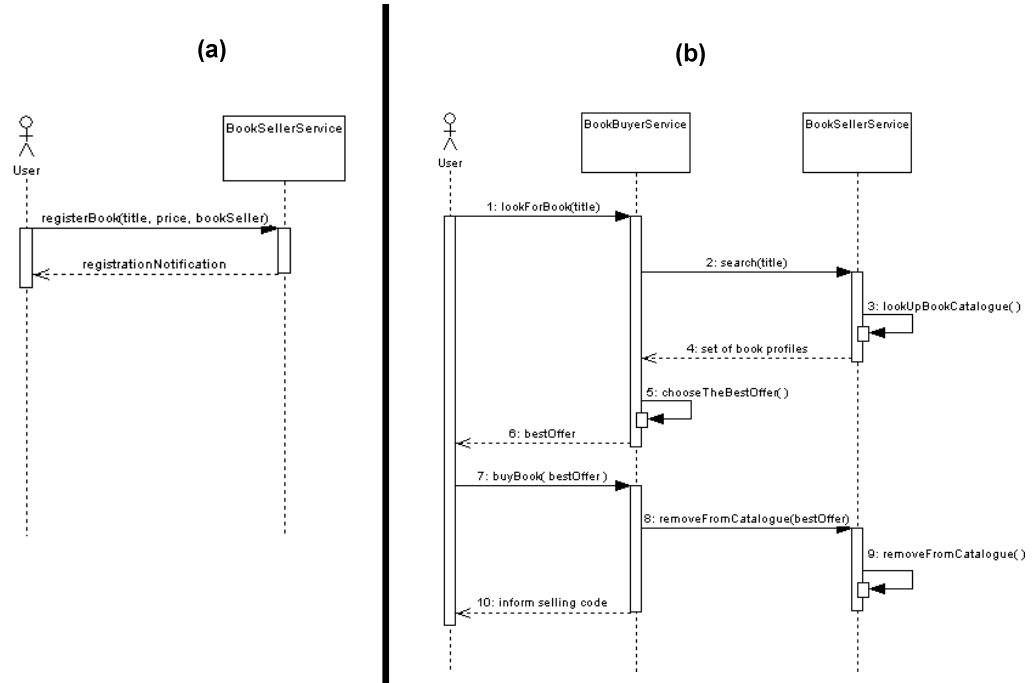 (a)
User
BookSellerService
registerBook(title, price, bookSeller)
registrationNotification
(b)
User
BookBuyerService
BookSellerService
1: lookForBook(title)
2: search(title)
3: lookUpBookCatalogue( )
4: set of book profiles
5: chooseTheBestOffer( )
6: bestOffer
7: buyBook( bestOffer )
8: removeFromCatalogue(bestOffer)
9: removeFromCatalogue( )
10: inform selling code